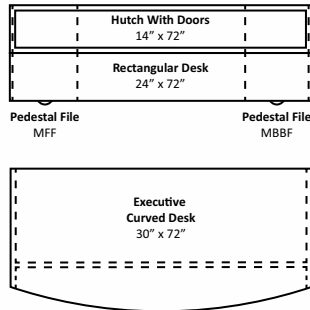 Hutch With Doors
14” x 72”
Rectangular Desk
24” x 72”
Pedestal File
MFF
Pedestal File
MBBF
Executive
Curved Desk
30” x 72”